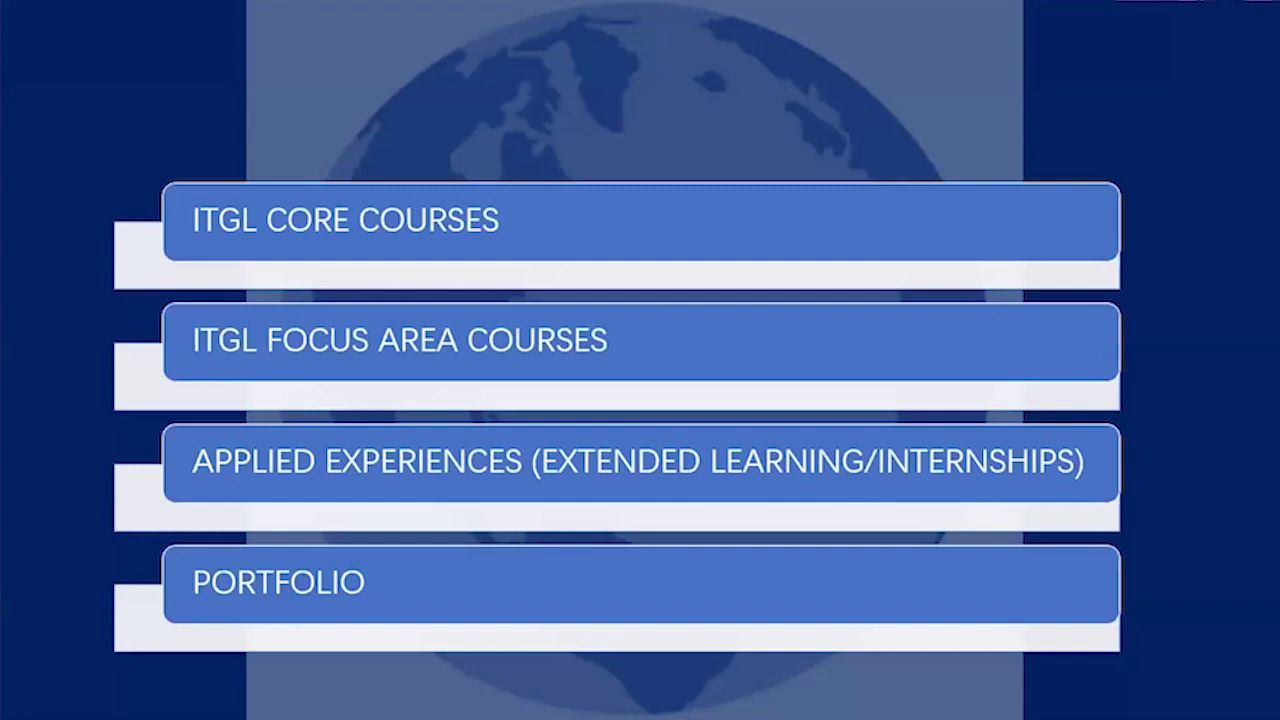 ITGL CORE COURSES
ITGL FOCUS AREA COURSES
APPLIED EXPERIENCES (EXTENDED LEARNING/INTERNSHIPS)
PORTFOLIO